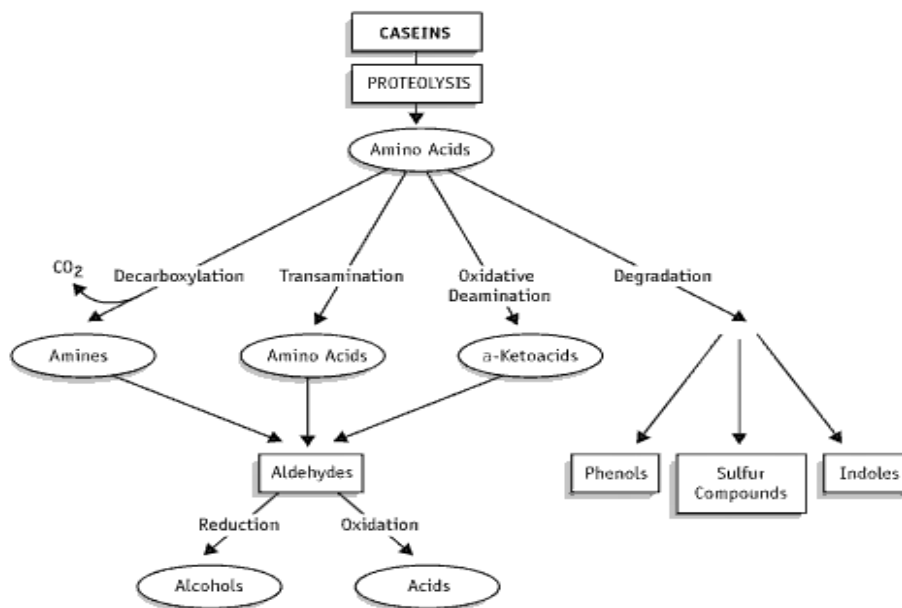 CASEINS
PROTEOLYSIS
Amino Acids
CO2
Decarboxylation
Transamination
Oxidative
Deamination
Degradation
Amines
Amino Acids
a-Ketoacids
Aldehydes
Phenols
Sulfur
Compounds
Indoles
Reduction
Oxidation
Alcohols
Acids